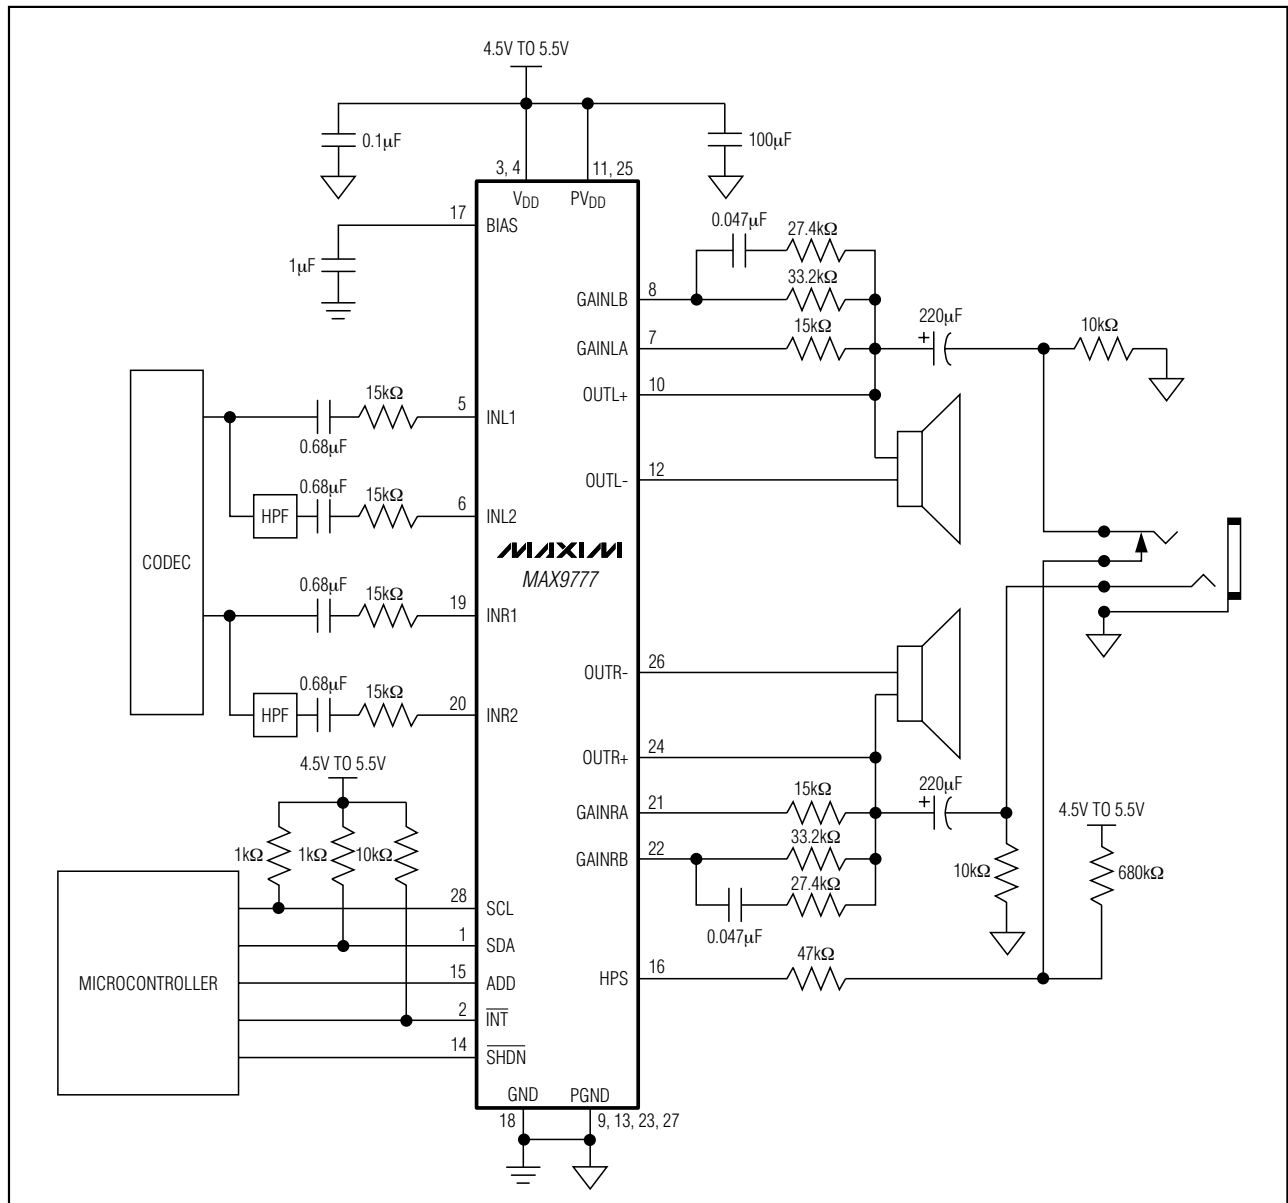 4.5V TO 5.5V
0.1μF
100μF
3, 4
11, 25
VDD
PVDD
17
BIAS
1μF
0.047μF
27.4kΩ
8
GAINLB
33.2kΩ
7
GAINLA
15kΩ
220μF
+
10kΩ
10
OUTL+
CODEC
0.68μF
15kΩ
5
INL1
12
OUTL-
HPF
0.68μF
15kΩ
6
INL2
MAXIM
MAX9777
0.68μF
15kΩ
19
INR1
26
OUTR-
HPF
0.68μF
15kΩ
20
INR2
24
OUTR+
4.5V TO 5.5V
1kΩ
1kΩ
10kΩ
21
GAINRA
15kΩ
220μF
+
22
GAINRB
33.2kΩ
27.4kΩ
0.047μF
10kΩ
4.5V TO 5.5V
680kΩ
MICROCONTROLLER
28
SCL
1
SDA
15
ADD
2
INT
14
SHDN
16
HPS
47kΩ
GND
PGND
18
9, 13, 23, 27